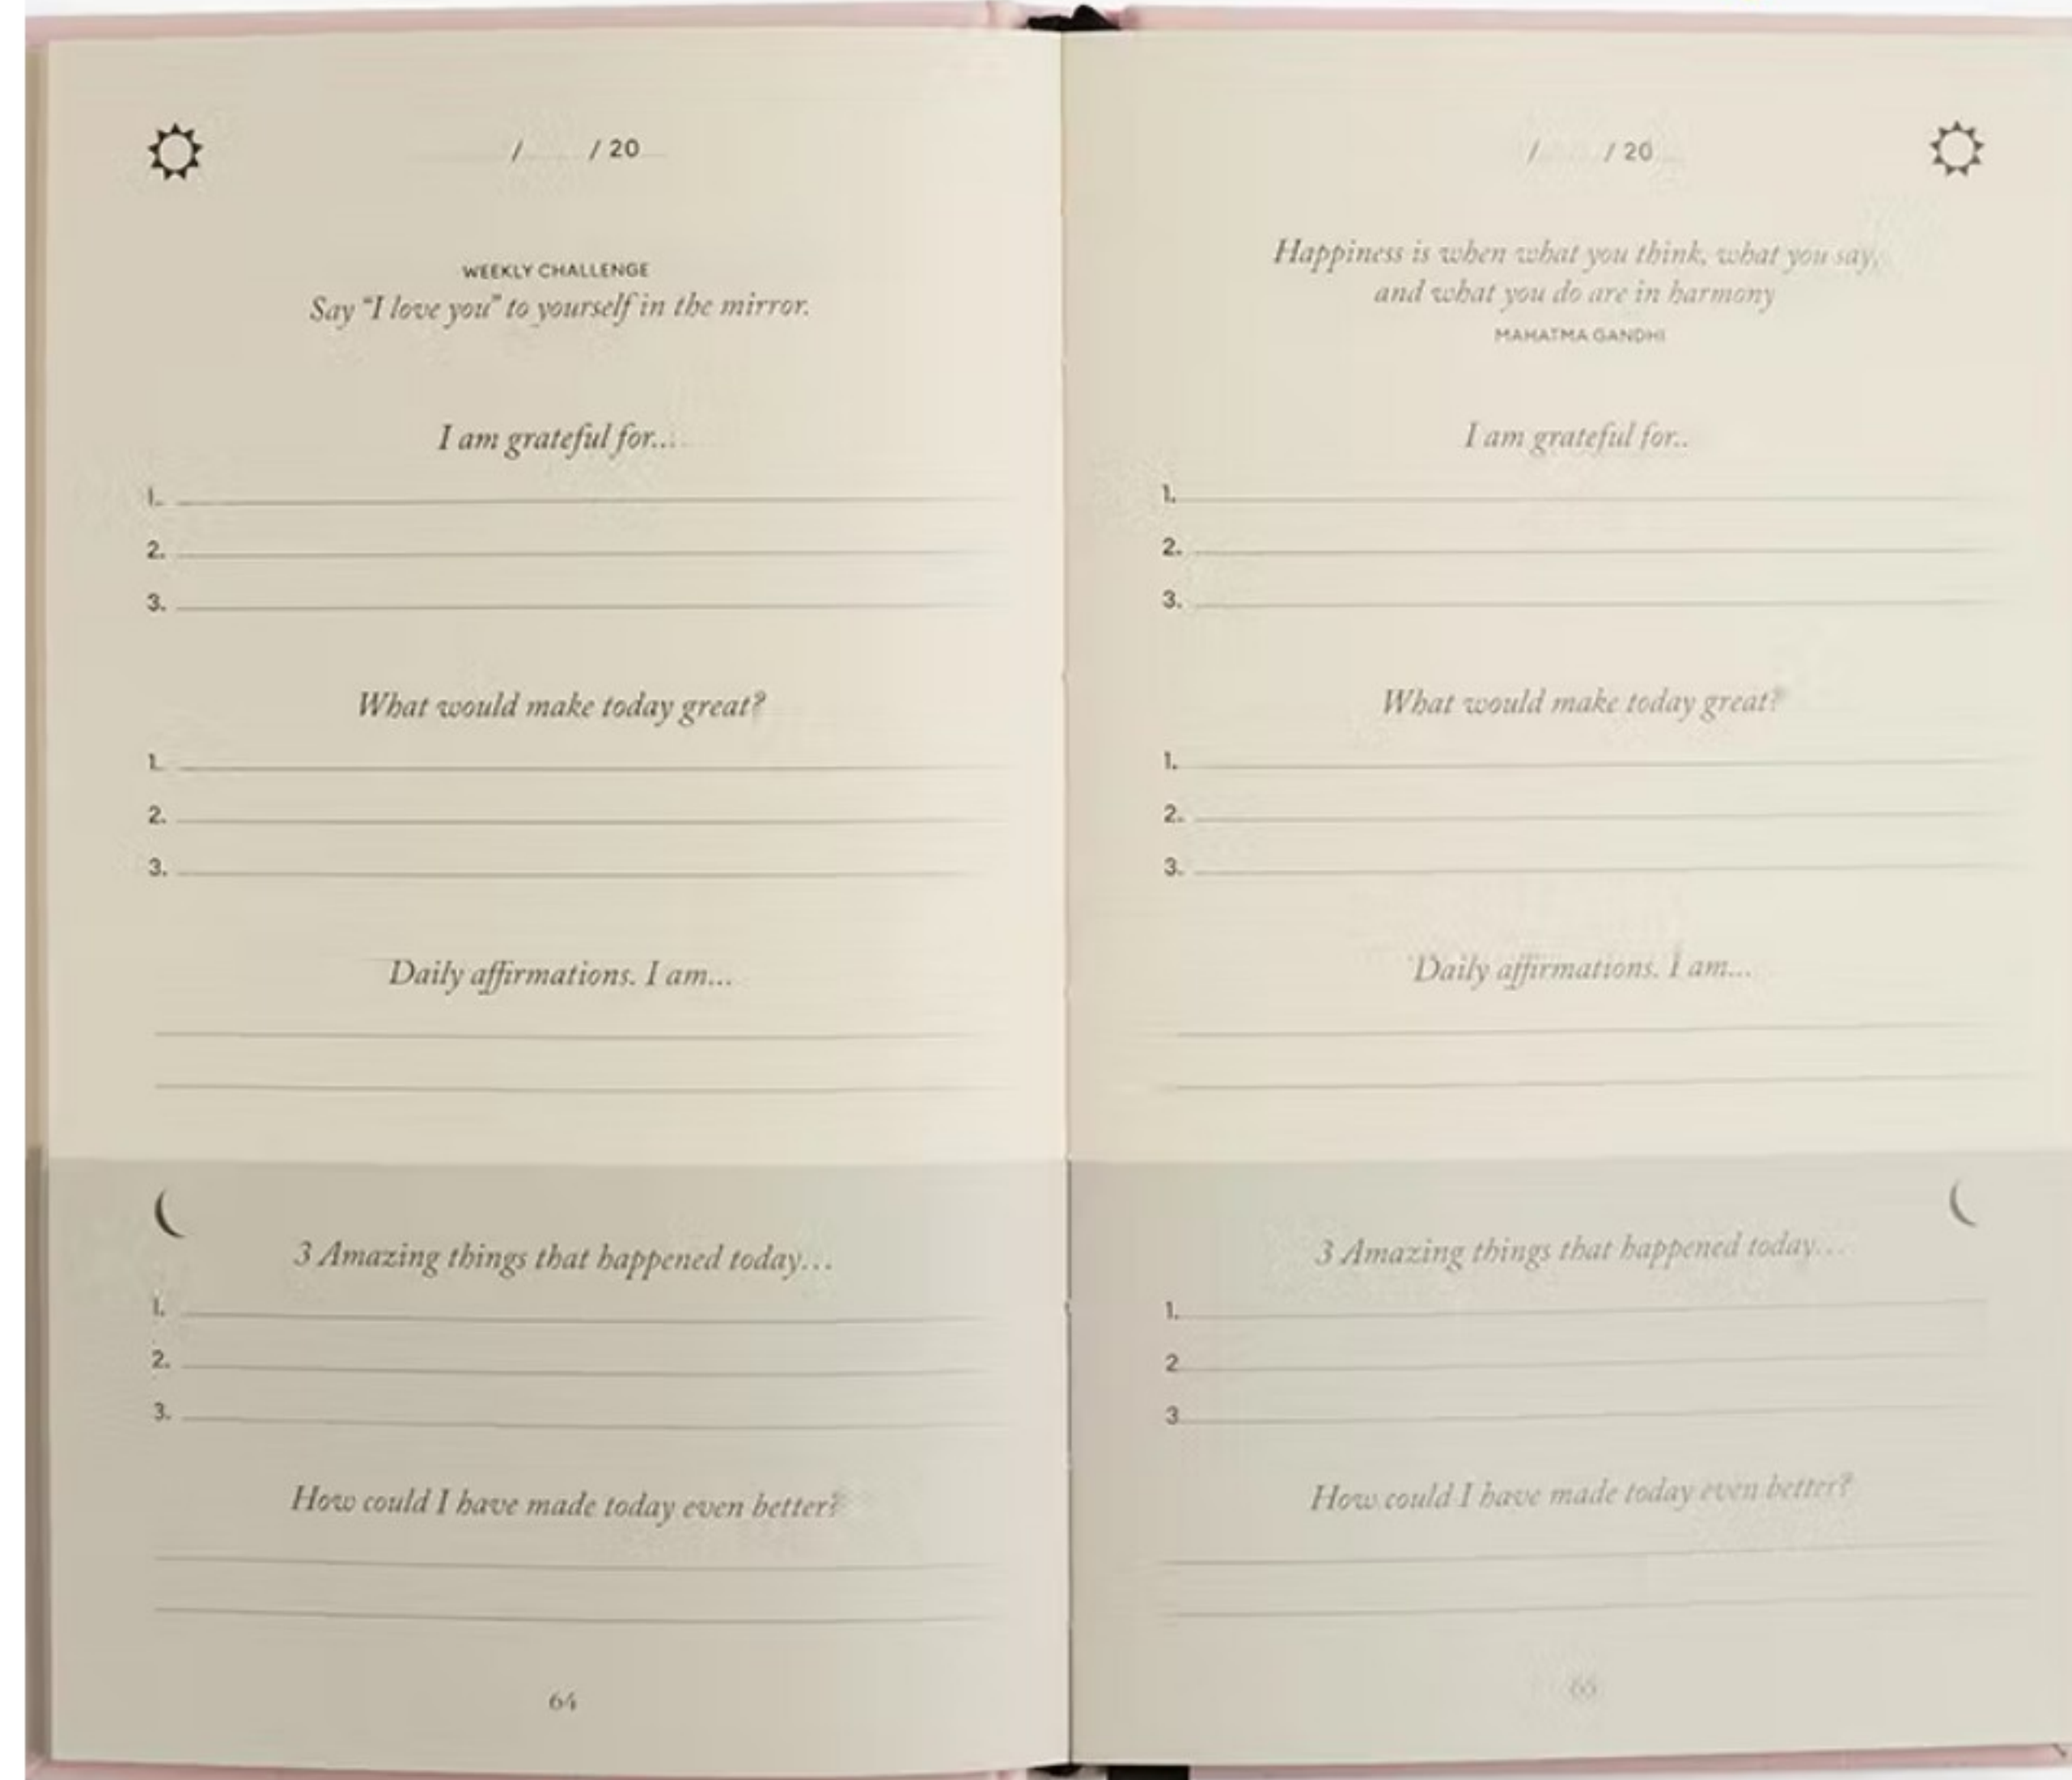 / / 20
WEEKLY CHALLENGE
Say “I love you” to yourself in the mirror.
I am grateful for...
1.
2.
3.
What would make today great?
1.
2.
3.
Daily affirmations. I am...
3 Amazing things that happened today...
1.
2.
3.
How could I have made today even better?
64
/ / 20
Happiness is when what you think, what you say,
and what you do are in harmony
MAHATMA GANDHI
I am grateful for..
1.
2.
3.
What would make today great?
1.
2.
3.
Daily affirmations. I am...
3 Amazing things that happened today...
1.
2
3
How could I have made today even better?